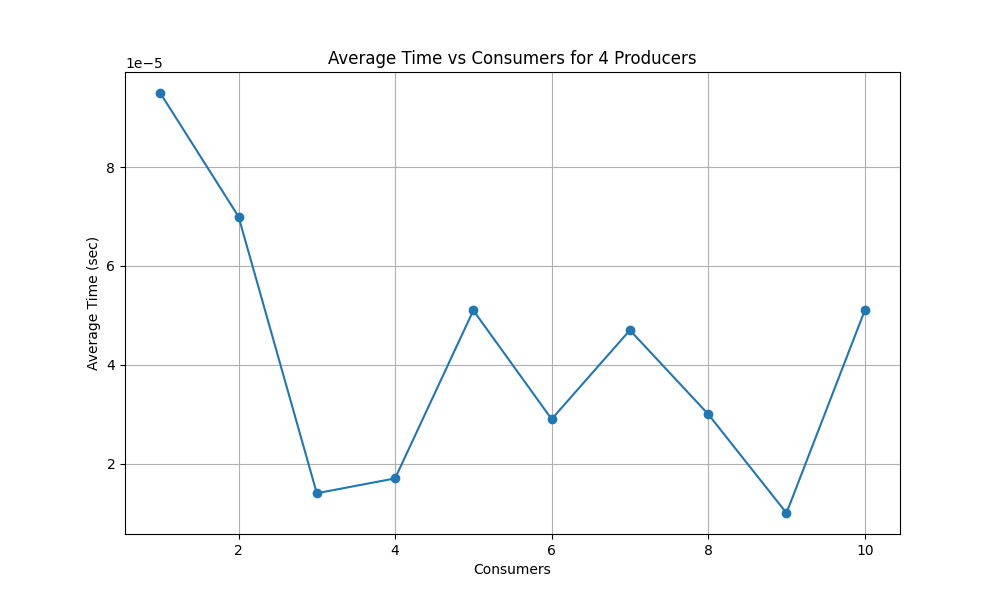 Average Time vs Consumers for 4 Producers
1e−5
8
6
4
2
Average Time (sec)
2 4 6 8 10
Consumers